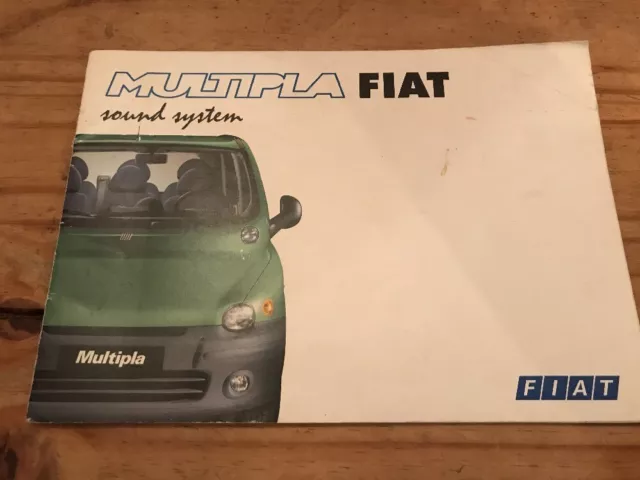 MULTIPLA FIAT
sound system
Multipla
FIAT